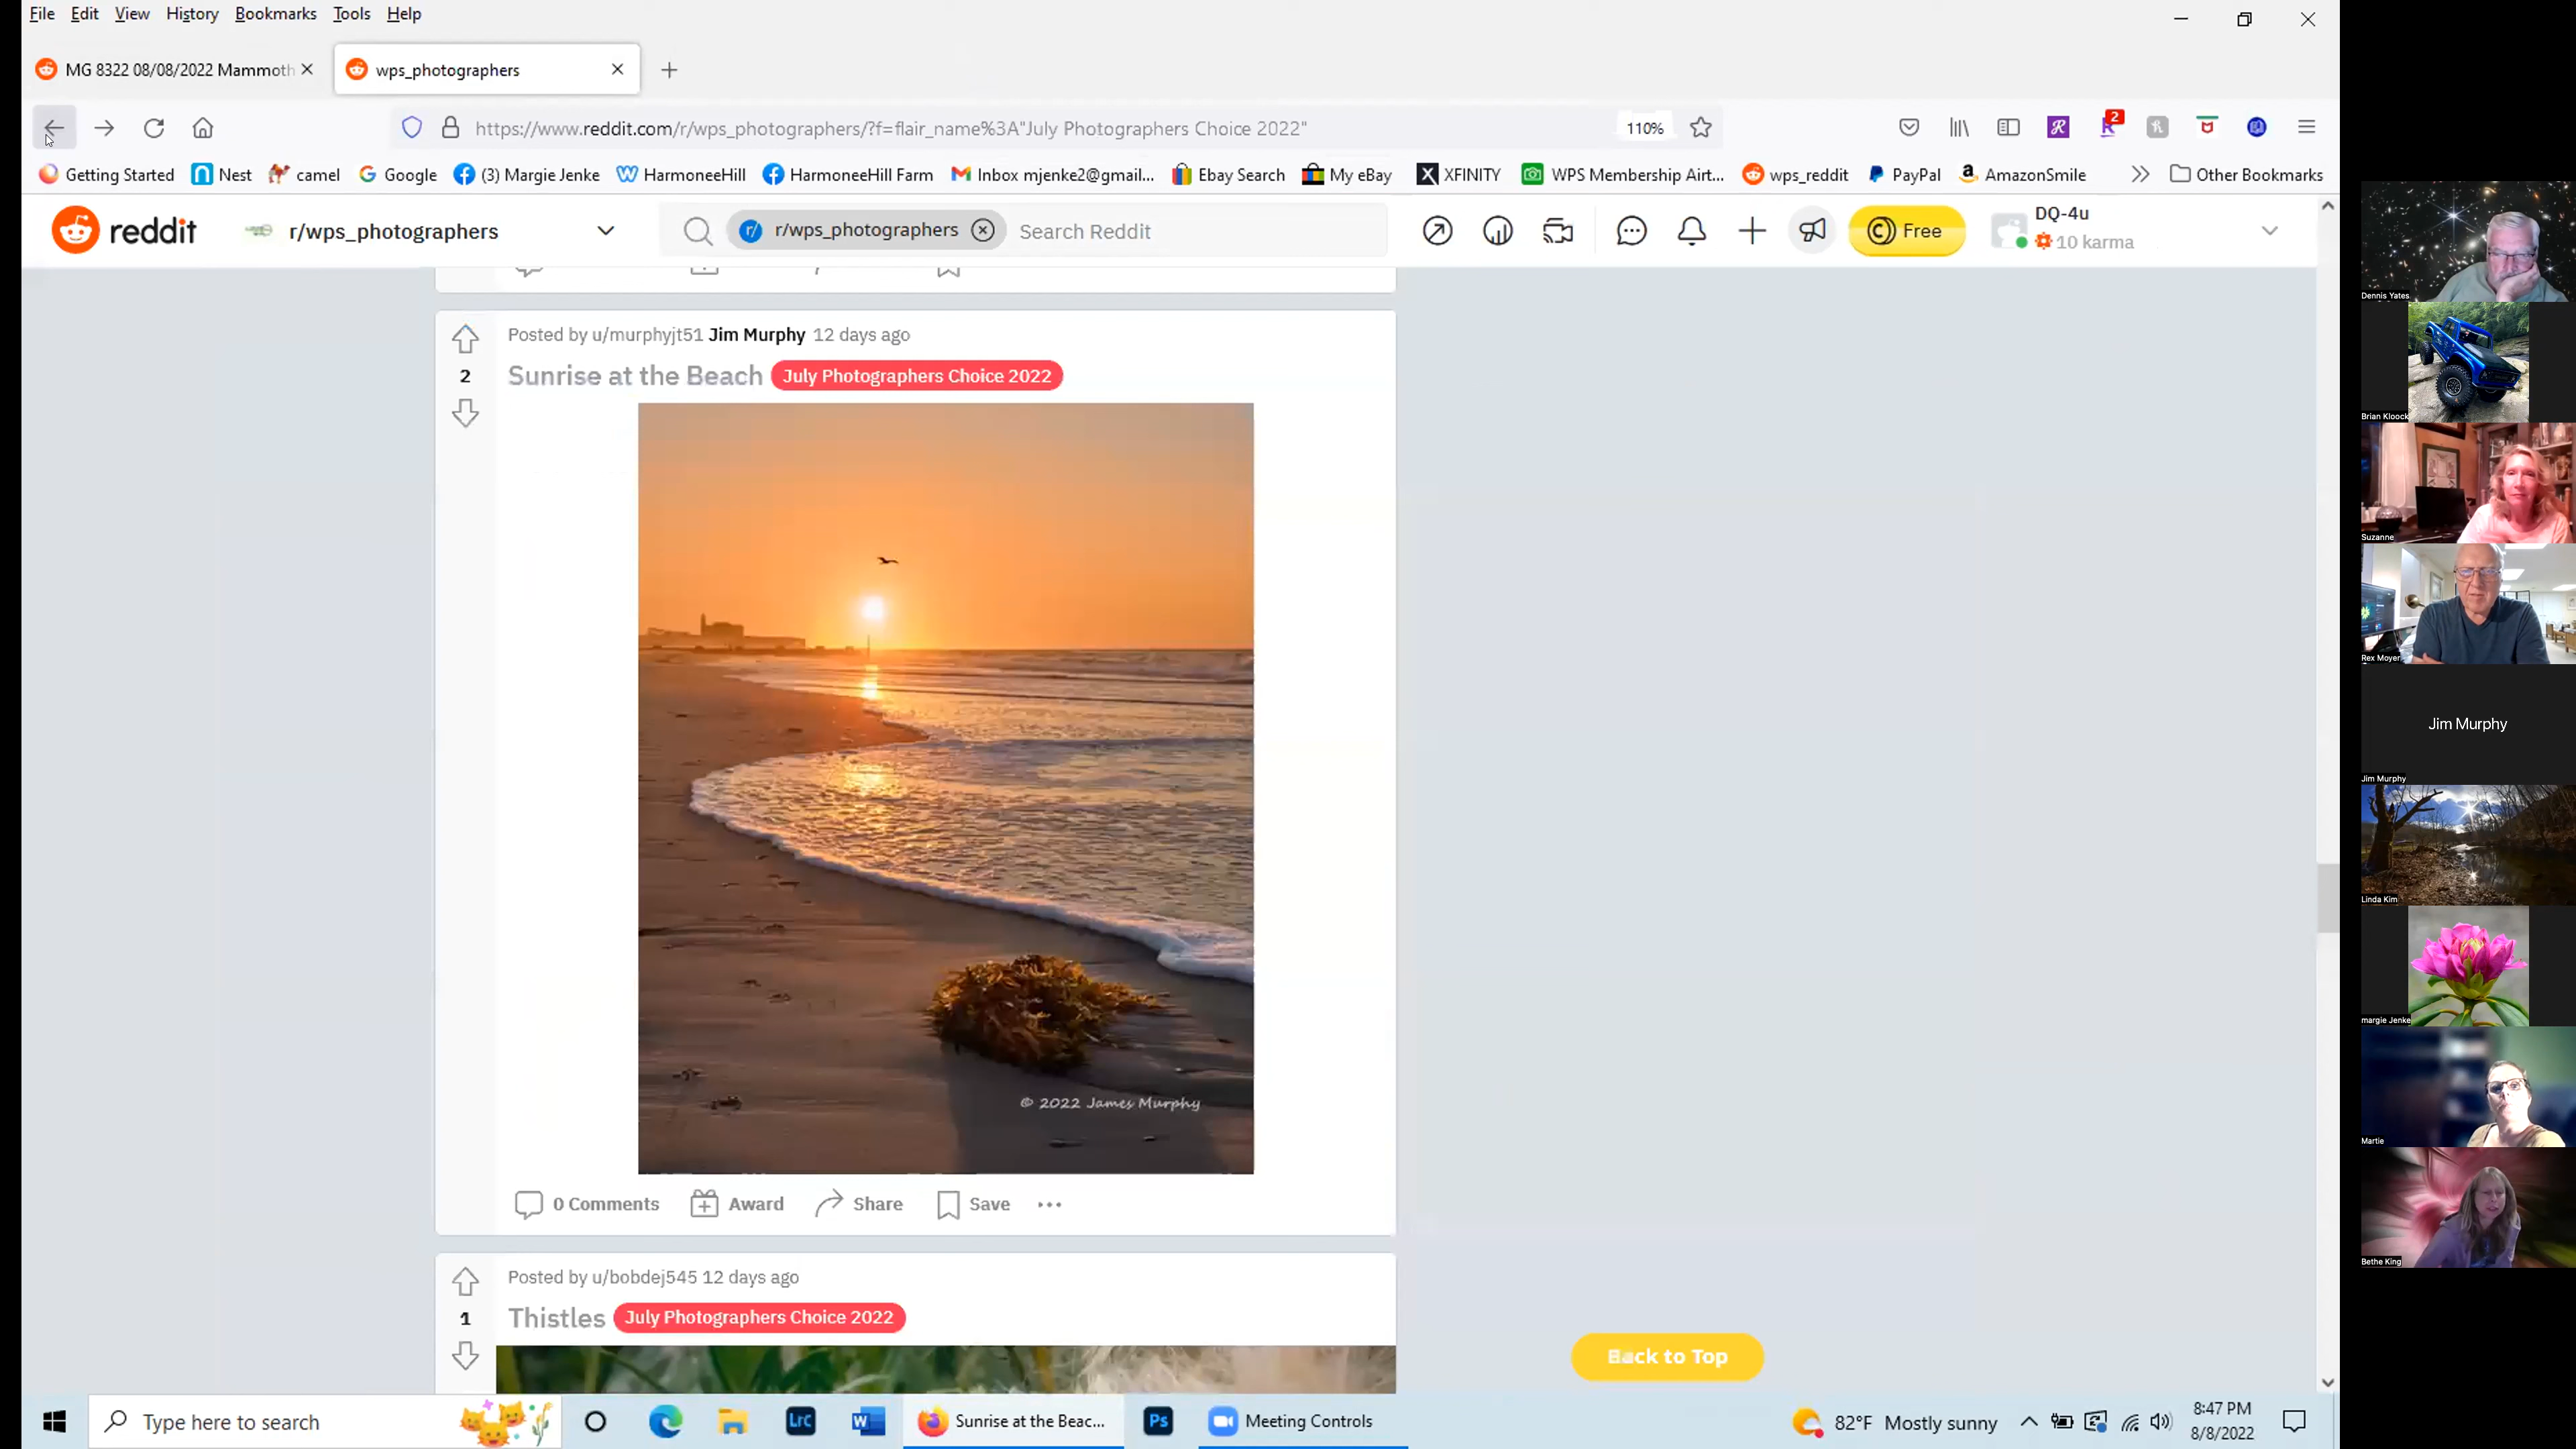 File Edit View History Bookmarks Tools Help
MG 8322 08/08/2022 Mammoth
wps_photographers
https://www.reddit.com/r/wps_photographers/?f=flair_name%3A"July Photographers Choice 2022"
110%
2
Getting Started Nest camel Google (3) Margie Jenke HarmoneeHill HarmoneeHill Farm Inbox mjenke2@gmail... Ebay Search My eBay XFINITY WPS Membership Airt... wps_reddit PayPal AmazonSmile Other Bookmarks
reddit r/wps_photographers r/wps_photographers Search Reddit Free DQ-4u
10 karma
Posted by u/murphyjt51 Jim Murphy 12 days ago
2
Sunrise at the Beach July Photographers Choice 2022
© 2022 James Murphy
0 Comments Award Share Save
Posted by u/bobdej545 12 days ago
1
Thistles July Photographers Choice 2022
Back to Top
Dennis Yates
Brian Kloock
Suzanne
Rex Moyer
Jim Murphy
Jim Murphy
Linda Kim
margie Jenke
Martie
Bethe King
Type here to search
Lrc
W
Sunrise at the Beac...
Ps
Meeting Controls
82°F Mostly sunny
8:47 PM
8/8/2022